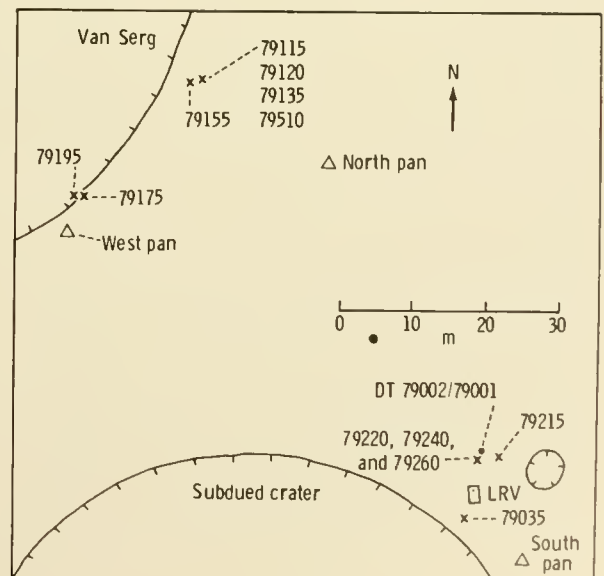 Van Serg
79115
79120
79135
79510
79155
N
North pan
79195
79175
West pan
0 10 20 30
m
DT 79002/79001
79215
79220, 79240,
and 79260
LRV
Subdued crater
79035
South
pan